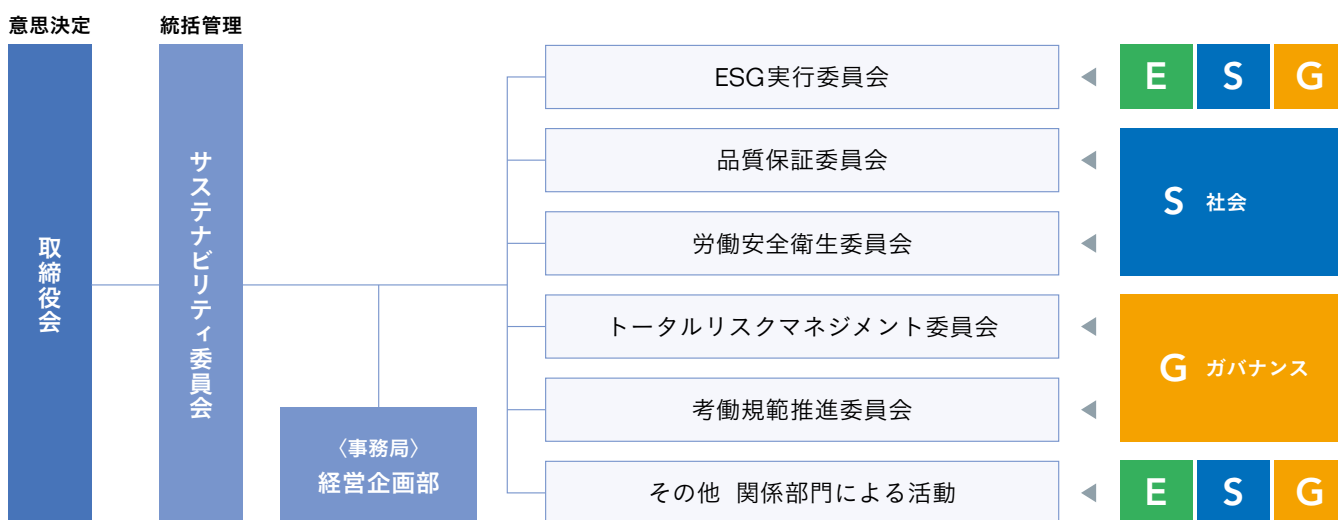 意思決定
統括管理
取締役会
サステナビリティ委員会
〈事務局〉
経営企画部
ESG実行委員会
E S G
品質保証委員会
労働安全衛生委員会
S 社会
トータルリスクマネジメント委員会
考働規範推進委員会
G ガバナンス
その他 関係部門による活動
E S G